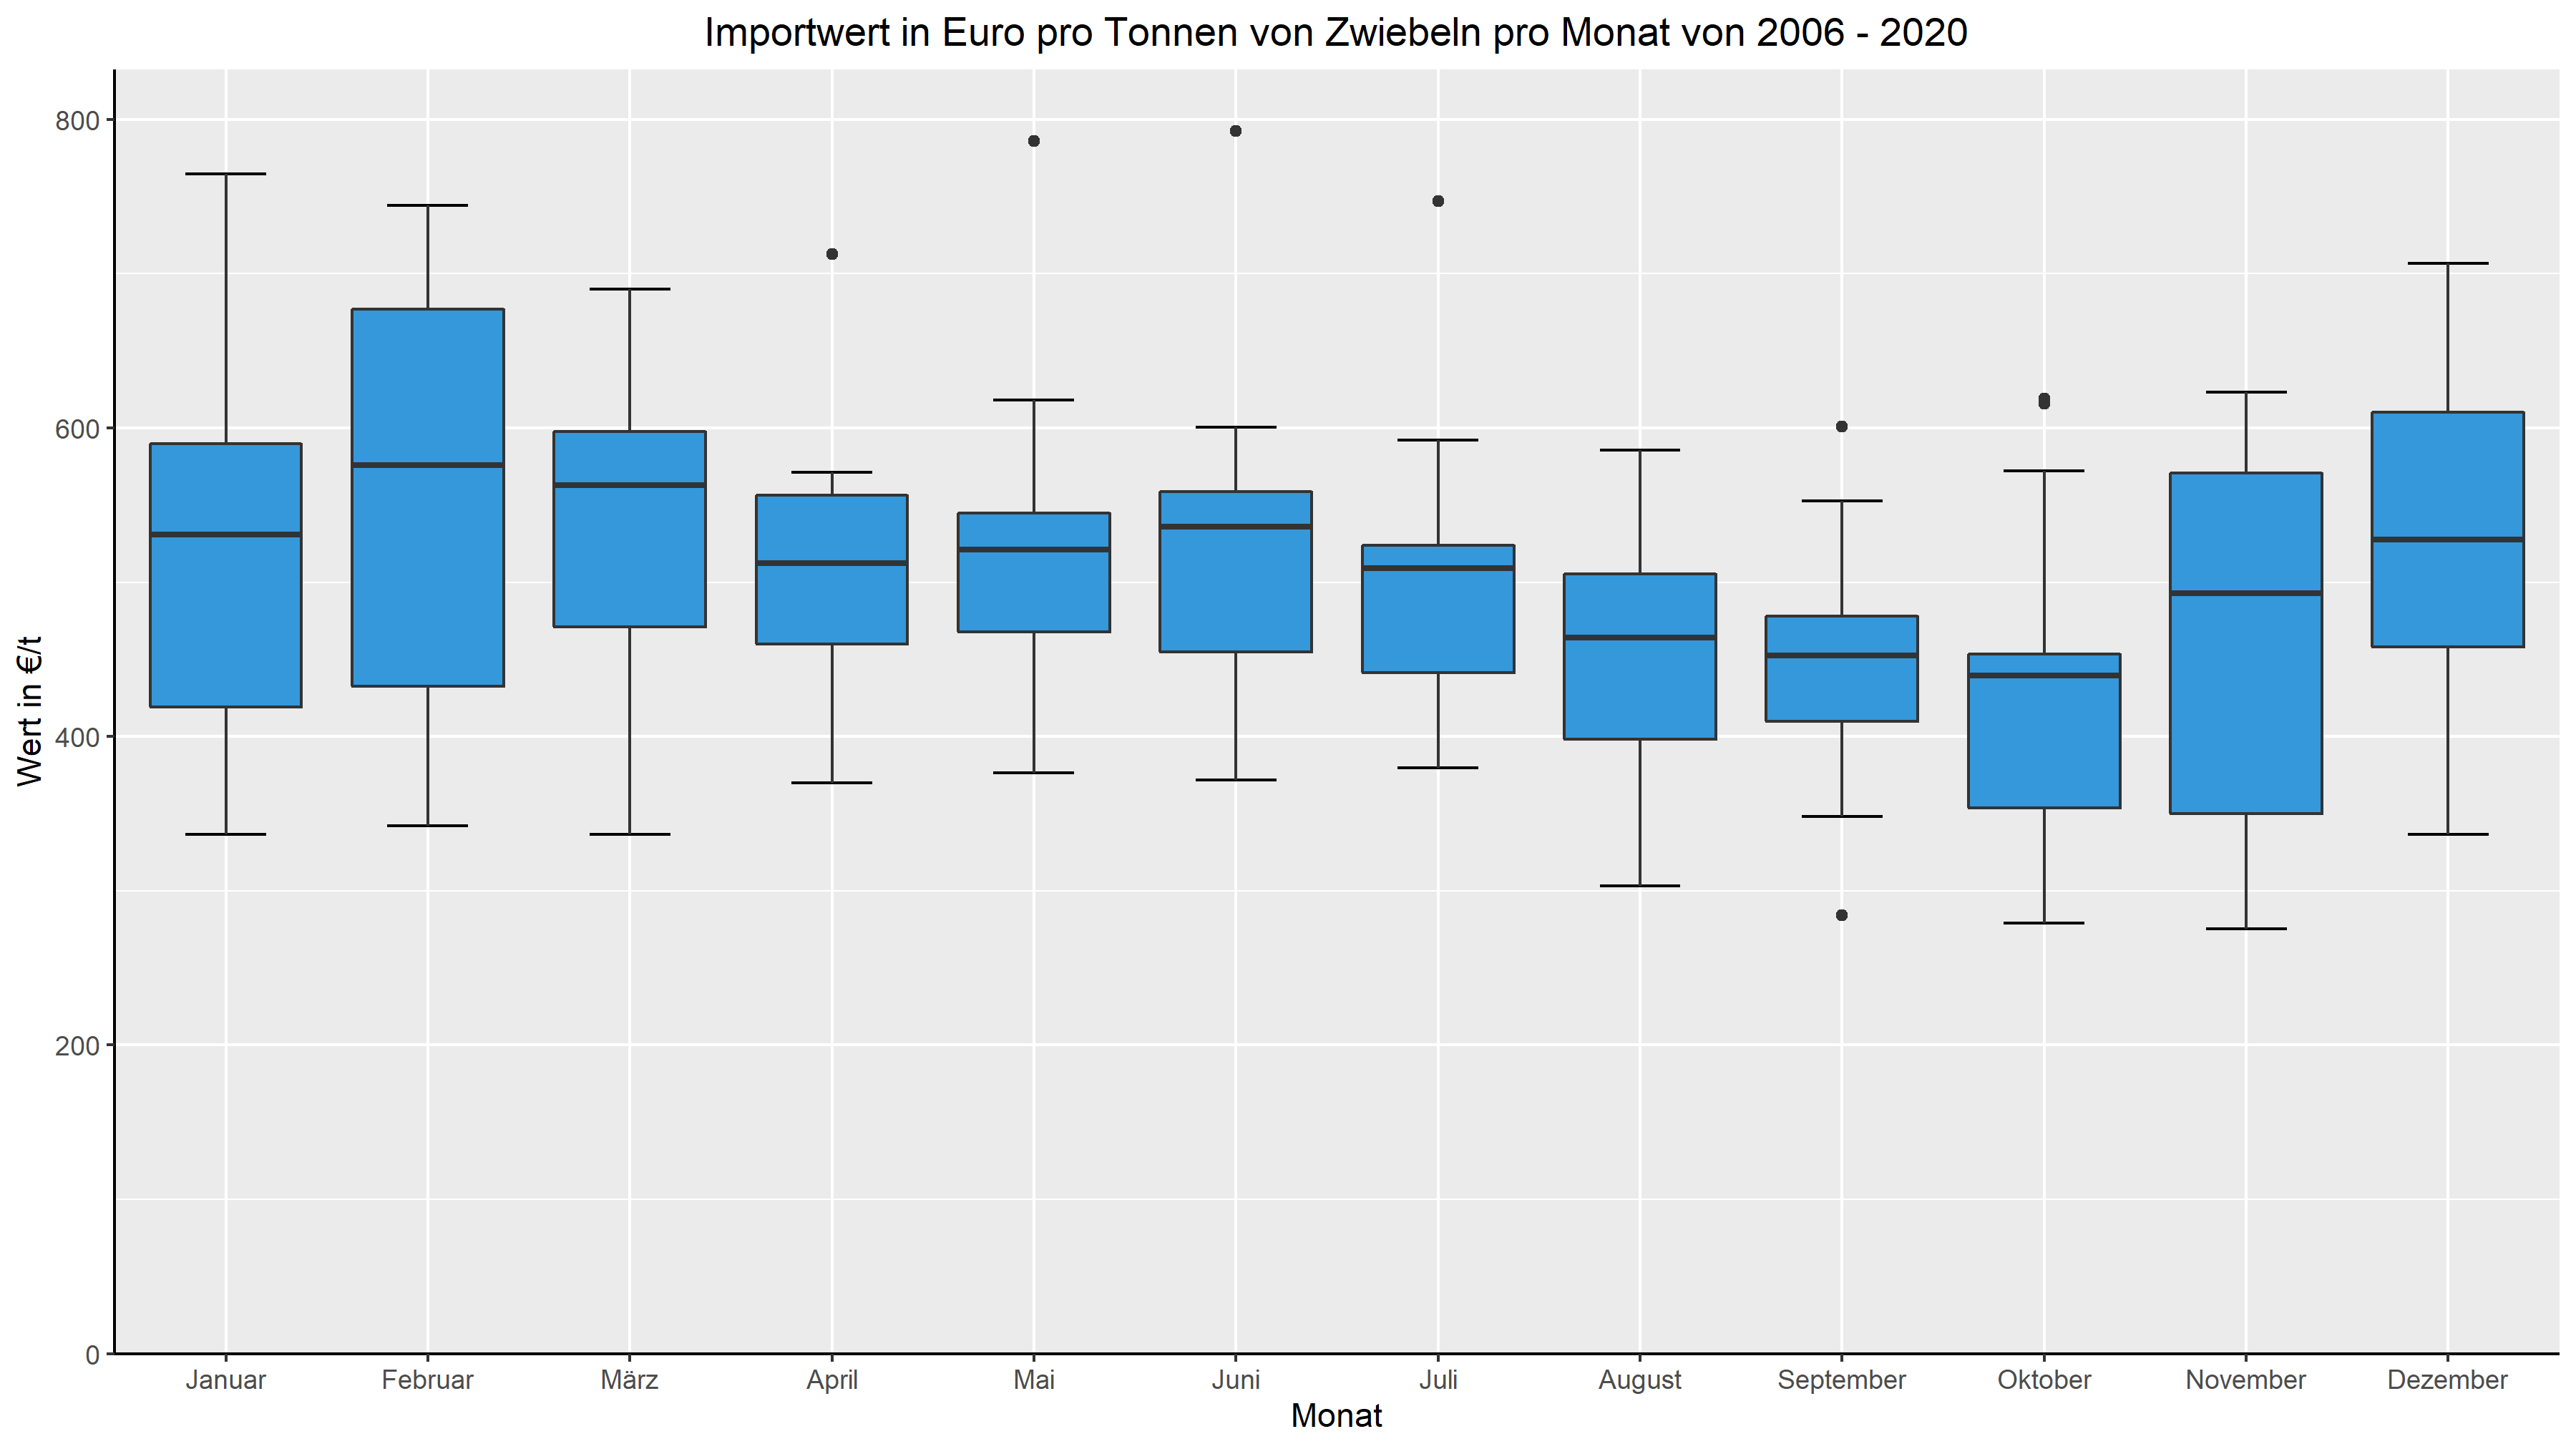 Importwert in Euro pro Tonnen von Zwiebeln pro Monat von 2006 - 2020
Wert in €/t
800
600
400
200
0
Januar Februar März April Mai Juni Juli August September Oktober November Dezember
Monat